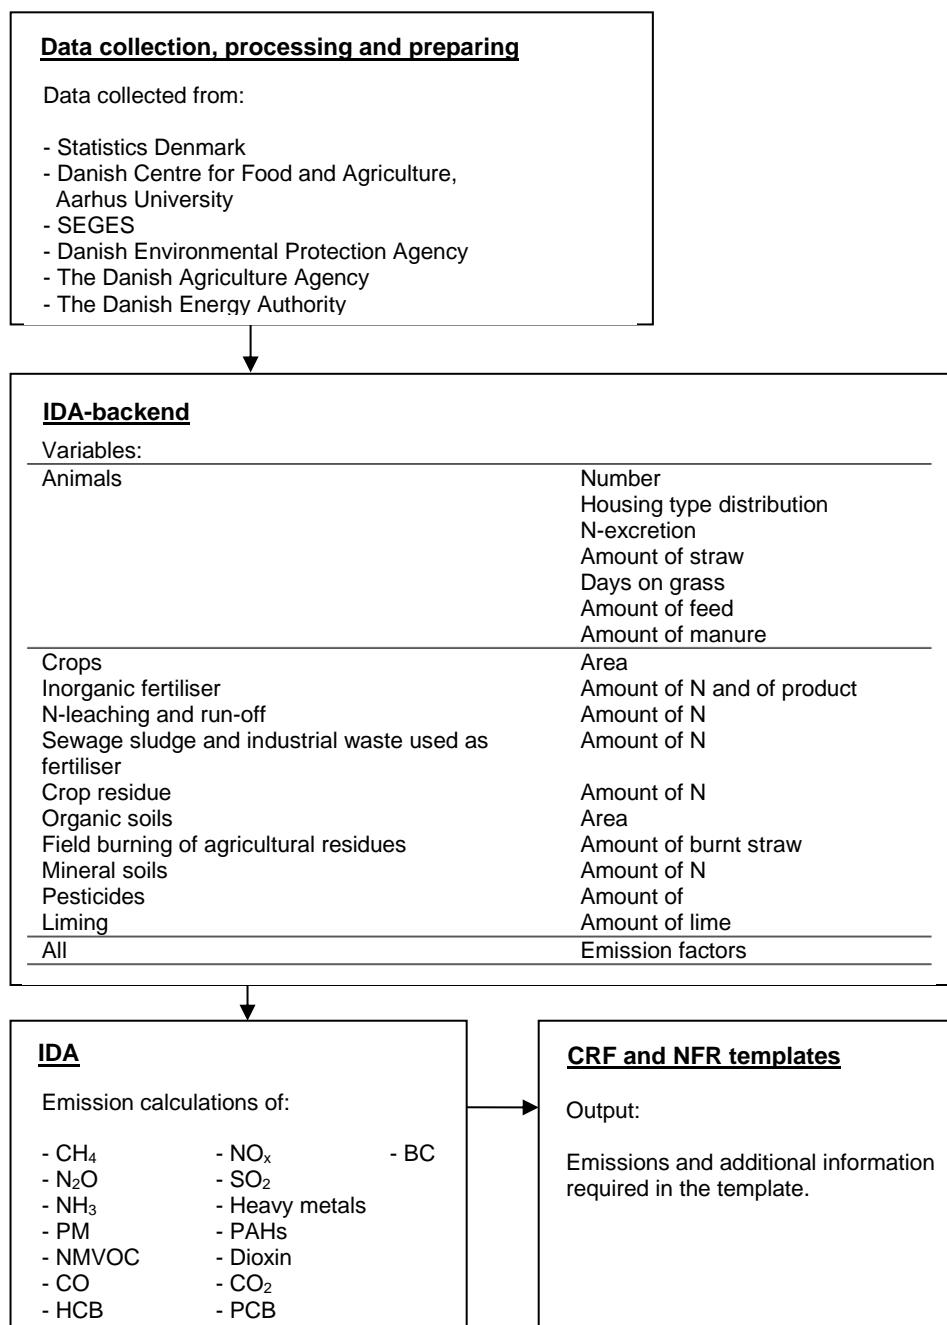 Data collection, processing and preparing
Data collected from:
- Statistics Denmark
- Danish Centre for Food and Agriculture,
Aarhus University
- SEGES
- Danish Environmental Protection Agency
- The Danish Agriculture Agency
- The Danish Energy Authority
IDA-backend
Variables:
Animals Number
Housing type distribution
N-excretion
Amount of straw
Days on grass
Amount of feed
Amount of manure
Crops Area
Inorganic fertiliser Amount of N and of product
N-leaching and run-off Amount of N
Sewage sludge and industrial waste used as Amount of N
fertiliser
Crop residue Amount of N
Organic soils Area
Field burning of agricultural residues Amount of burnt straw
Mineral soils Amount of N
Pesticides Amount of
Liming Amount of lime
All Emission factors
IDA
Emission calculations of:
- CH₄ - NOₓ - BC
- N₂O - SO₂
- NH₃ - Heavy metals
- PM - PAHs
- NMVOC - Dioxin
- CO - CO₂
- HCB - PCB
CRF and NFR templates
Output:
Emissions and additional information
required in the template.